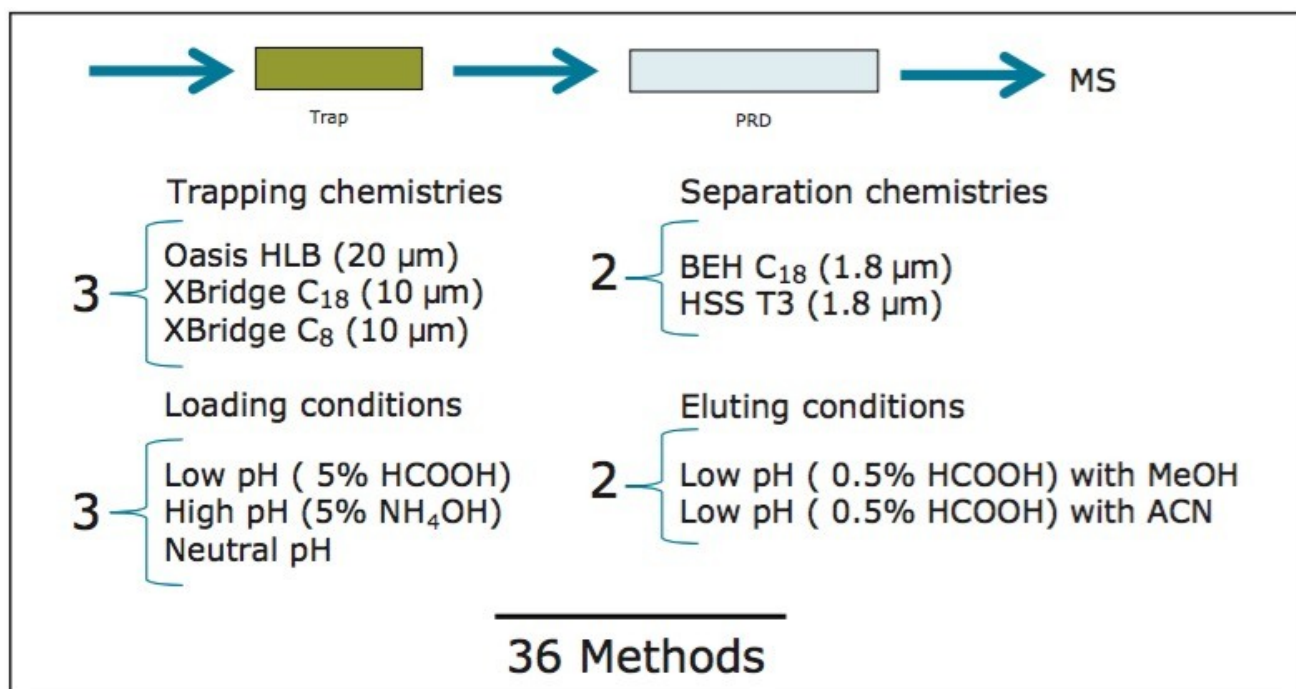 MS
Trap
PRD
Trapping chemistries
3
Oasis HLB (20 µm)
XBridge C₁₈ (10 µm)
XBridge C₈ (10 µm)
Separation chemistries
2
BEH C₁₈ (1.8 µm)
HSS T3 (1.8 µm)
Loading conditions
3
Low pH ( 5% HCOOH)
High pH (5% NH₄OH)
Neutral pH
Eluting conditions
2
Low pH ( 0.5% HCOOH) with MeOH
Low pH ( 0.5% HCOOH) with ACN
36 Methods